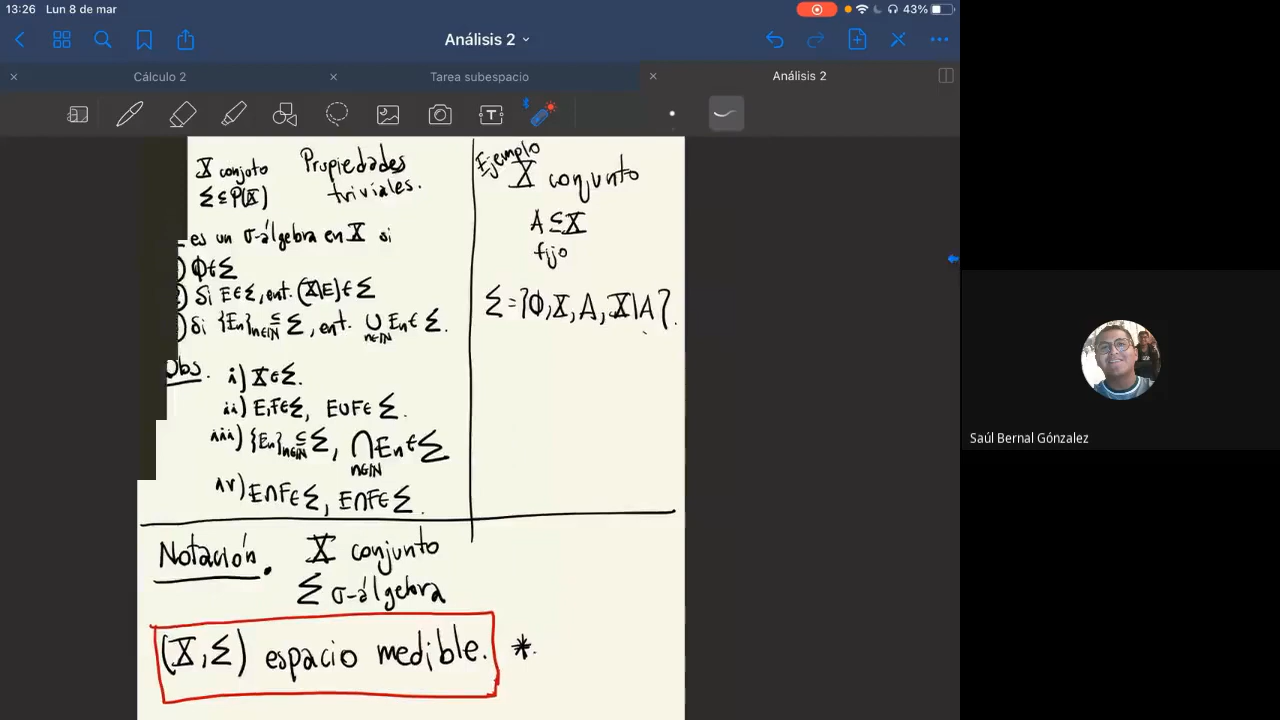 13:26 Lun 8 de mar
43%
Análisis 2
Cálculo 2
Tarea subespacio
Análisis 2
X conjoto
Σ⊆P(X)
Propiedades
triviales.
es un σ-álgebra en X si
) ∅∈Σ
) Si E∈Σ, ent. (X\E)∈Σ
) Si {En}n∈ℕ ⊆ Σ, ent. ∪n∈ℕ En∈Σ.
Obs. i) X∈Σ.
ii) E,F∈Σ, E∪F∈Σ.
iii) {En}n∈ℕ ⊆ Σ, ⋂n∈ℕ En∈Σ
iv) E∩F∈Σ, E∩F∈Σ.
Ejemplo
X conjunto
A⊆X
fijo
Σ={∅,X,A,X\A}.
Notación.
X conjunto
Σ σ-álgebra
(X,Σ) espacio medible. *
Saúl Bernal Gónzalez